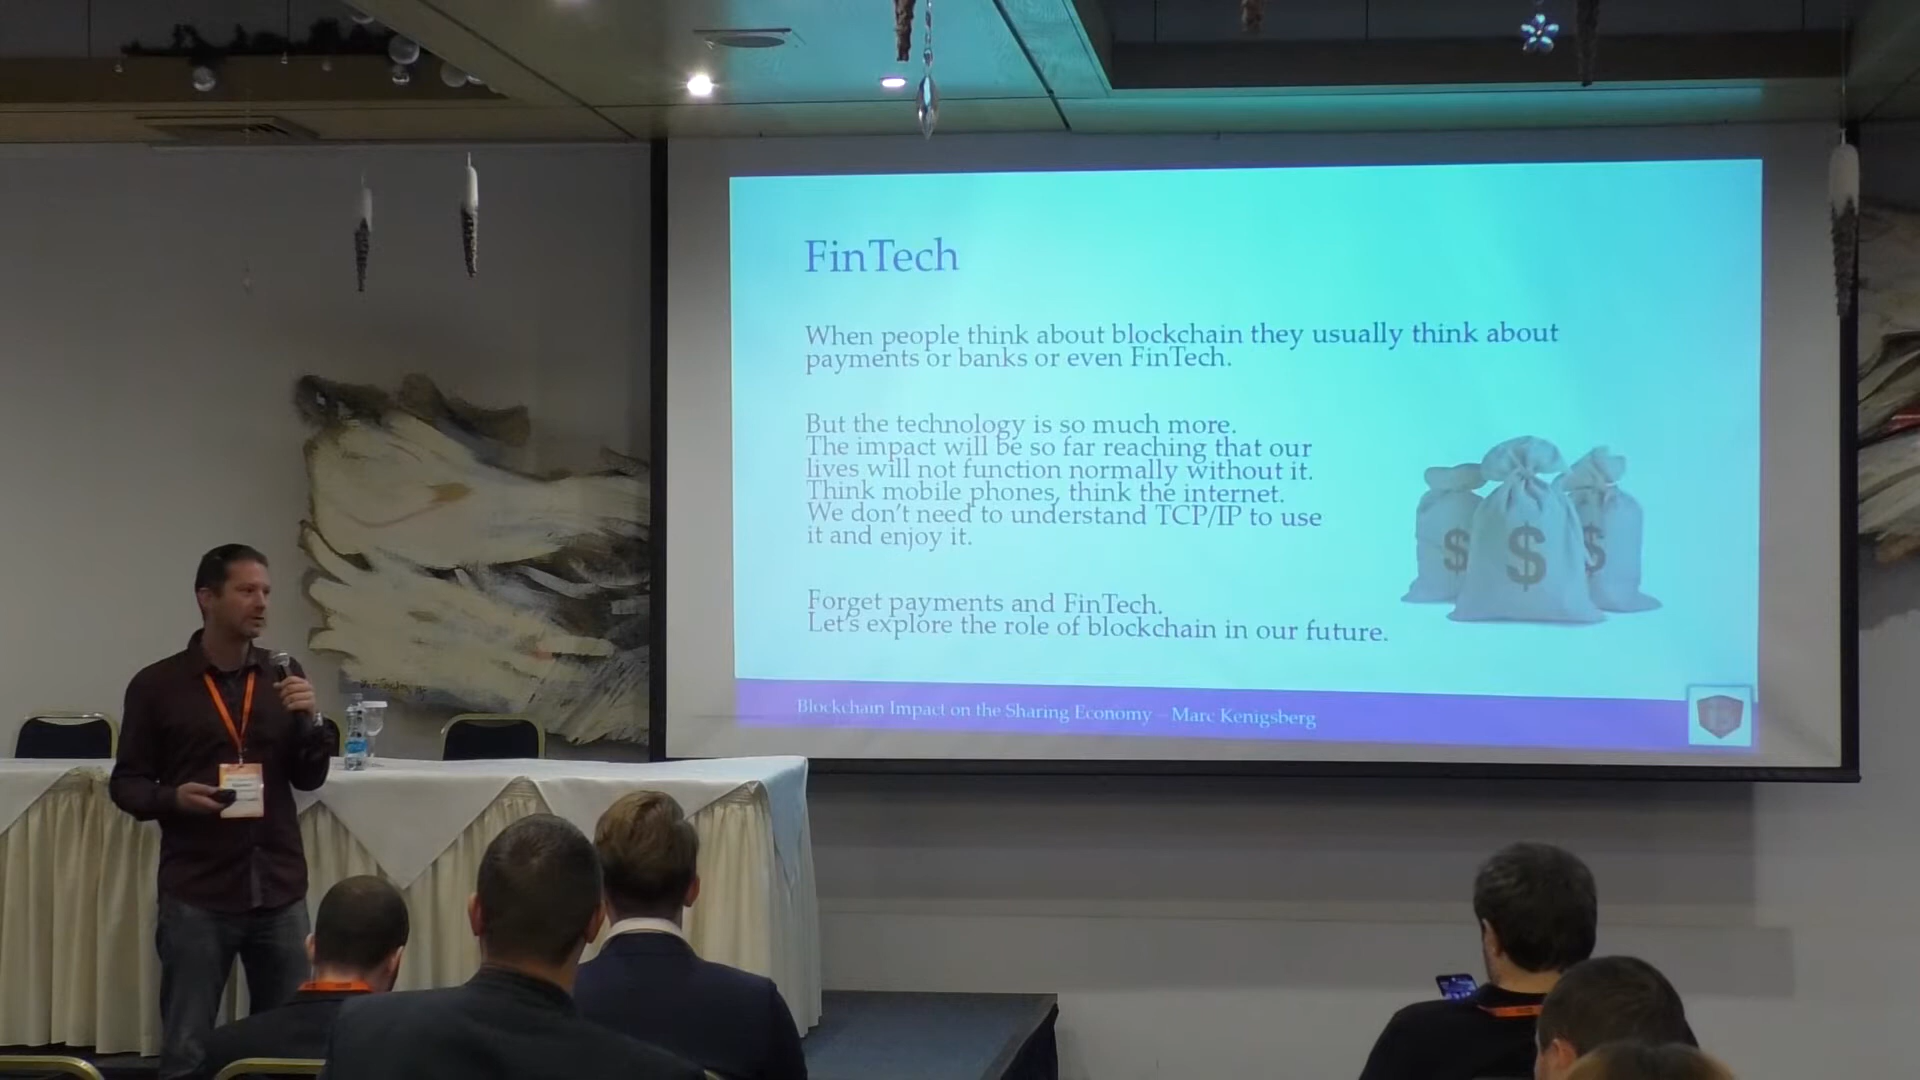 FinTech
When people think about blockchain they usually think about
payments or banks or even FinTech.
But the technology is so much more.
The impact will be so far reaching that our
lives will not function normally without it.
Think mobile phones, think the internet.
We don't need to understand TCP/IP to use
it and enjoy it.
$ $ $
Forget payments and FinTech.
Let's explore the role of blockchain in our future.
Blockchain Impact on the Sharing Economy – Marc Kenigsberg